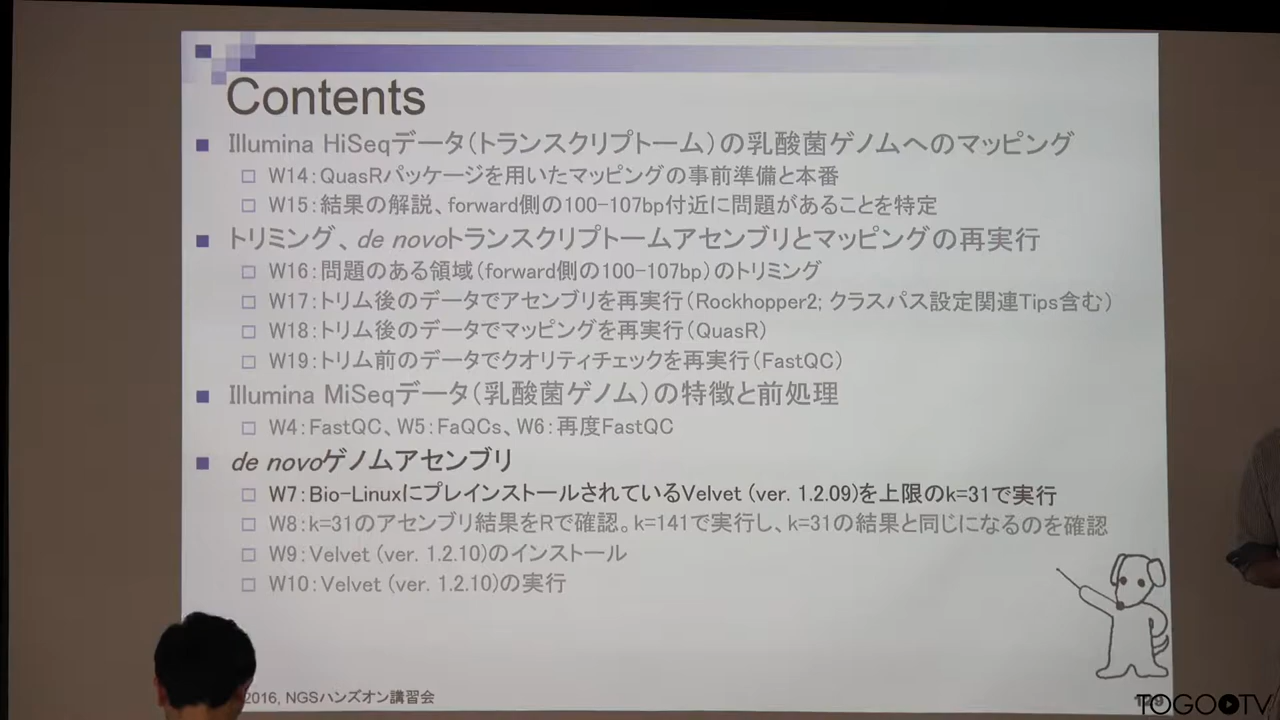 Contents
Illumina HiSeqデータ（トランスクリプトーム）の乳酸菌ゲノムへのマッピング
W14：QuasRパッケージを用いたマッピングの事前準備と本番
W15：結果の解説、forward側の100-107bp付近に問題があることを特定
トリミング、de novoトランスクリプトームアセンブリとマッピングの再実行
W16：問題のある領域（forward側の100-107bp）のトリミング
W17：トリム後のデータでアセンブリを再実行（Rockhopper2; クラスパス設定関連Tips含む）
W18：トリム後のデータでマッピングを再実行（QuasR）
W19：トリム前のデータでクオリティチェックを再実行（FastQC）
Illumina MiSeqデータ（乳酸菌ゲノム）の特徴と前処理
W4：FastQC、W5：FaQCs、W6：再度FastQC
de novoゲノムアセンブリ
W7：Bio-LinuxにプレインストールされているVelvet (ver. 1.2.09)を上限のk=31で実行
W8：k=31のアセンブリ結果をRで確認。k=141で実行し、k=31の結果と同じになるのを確認
W9：Velvet (ver. 1.2.10)のインストール
W10：Velvet (ver. 1.2.10)の実行
2016, NGSハンズオン講習会
TOGOTV